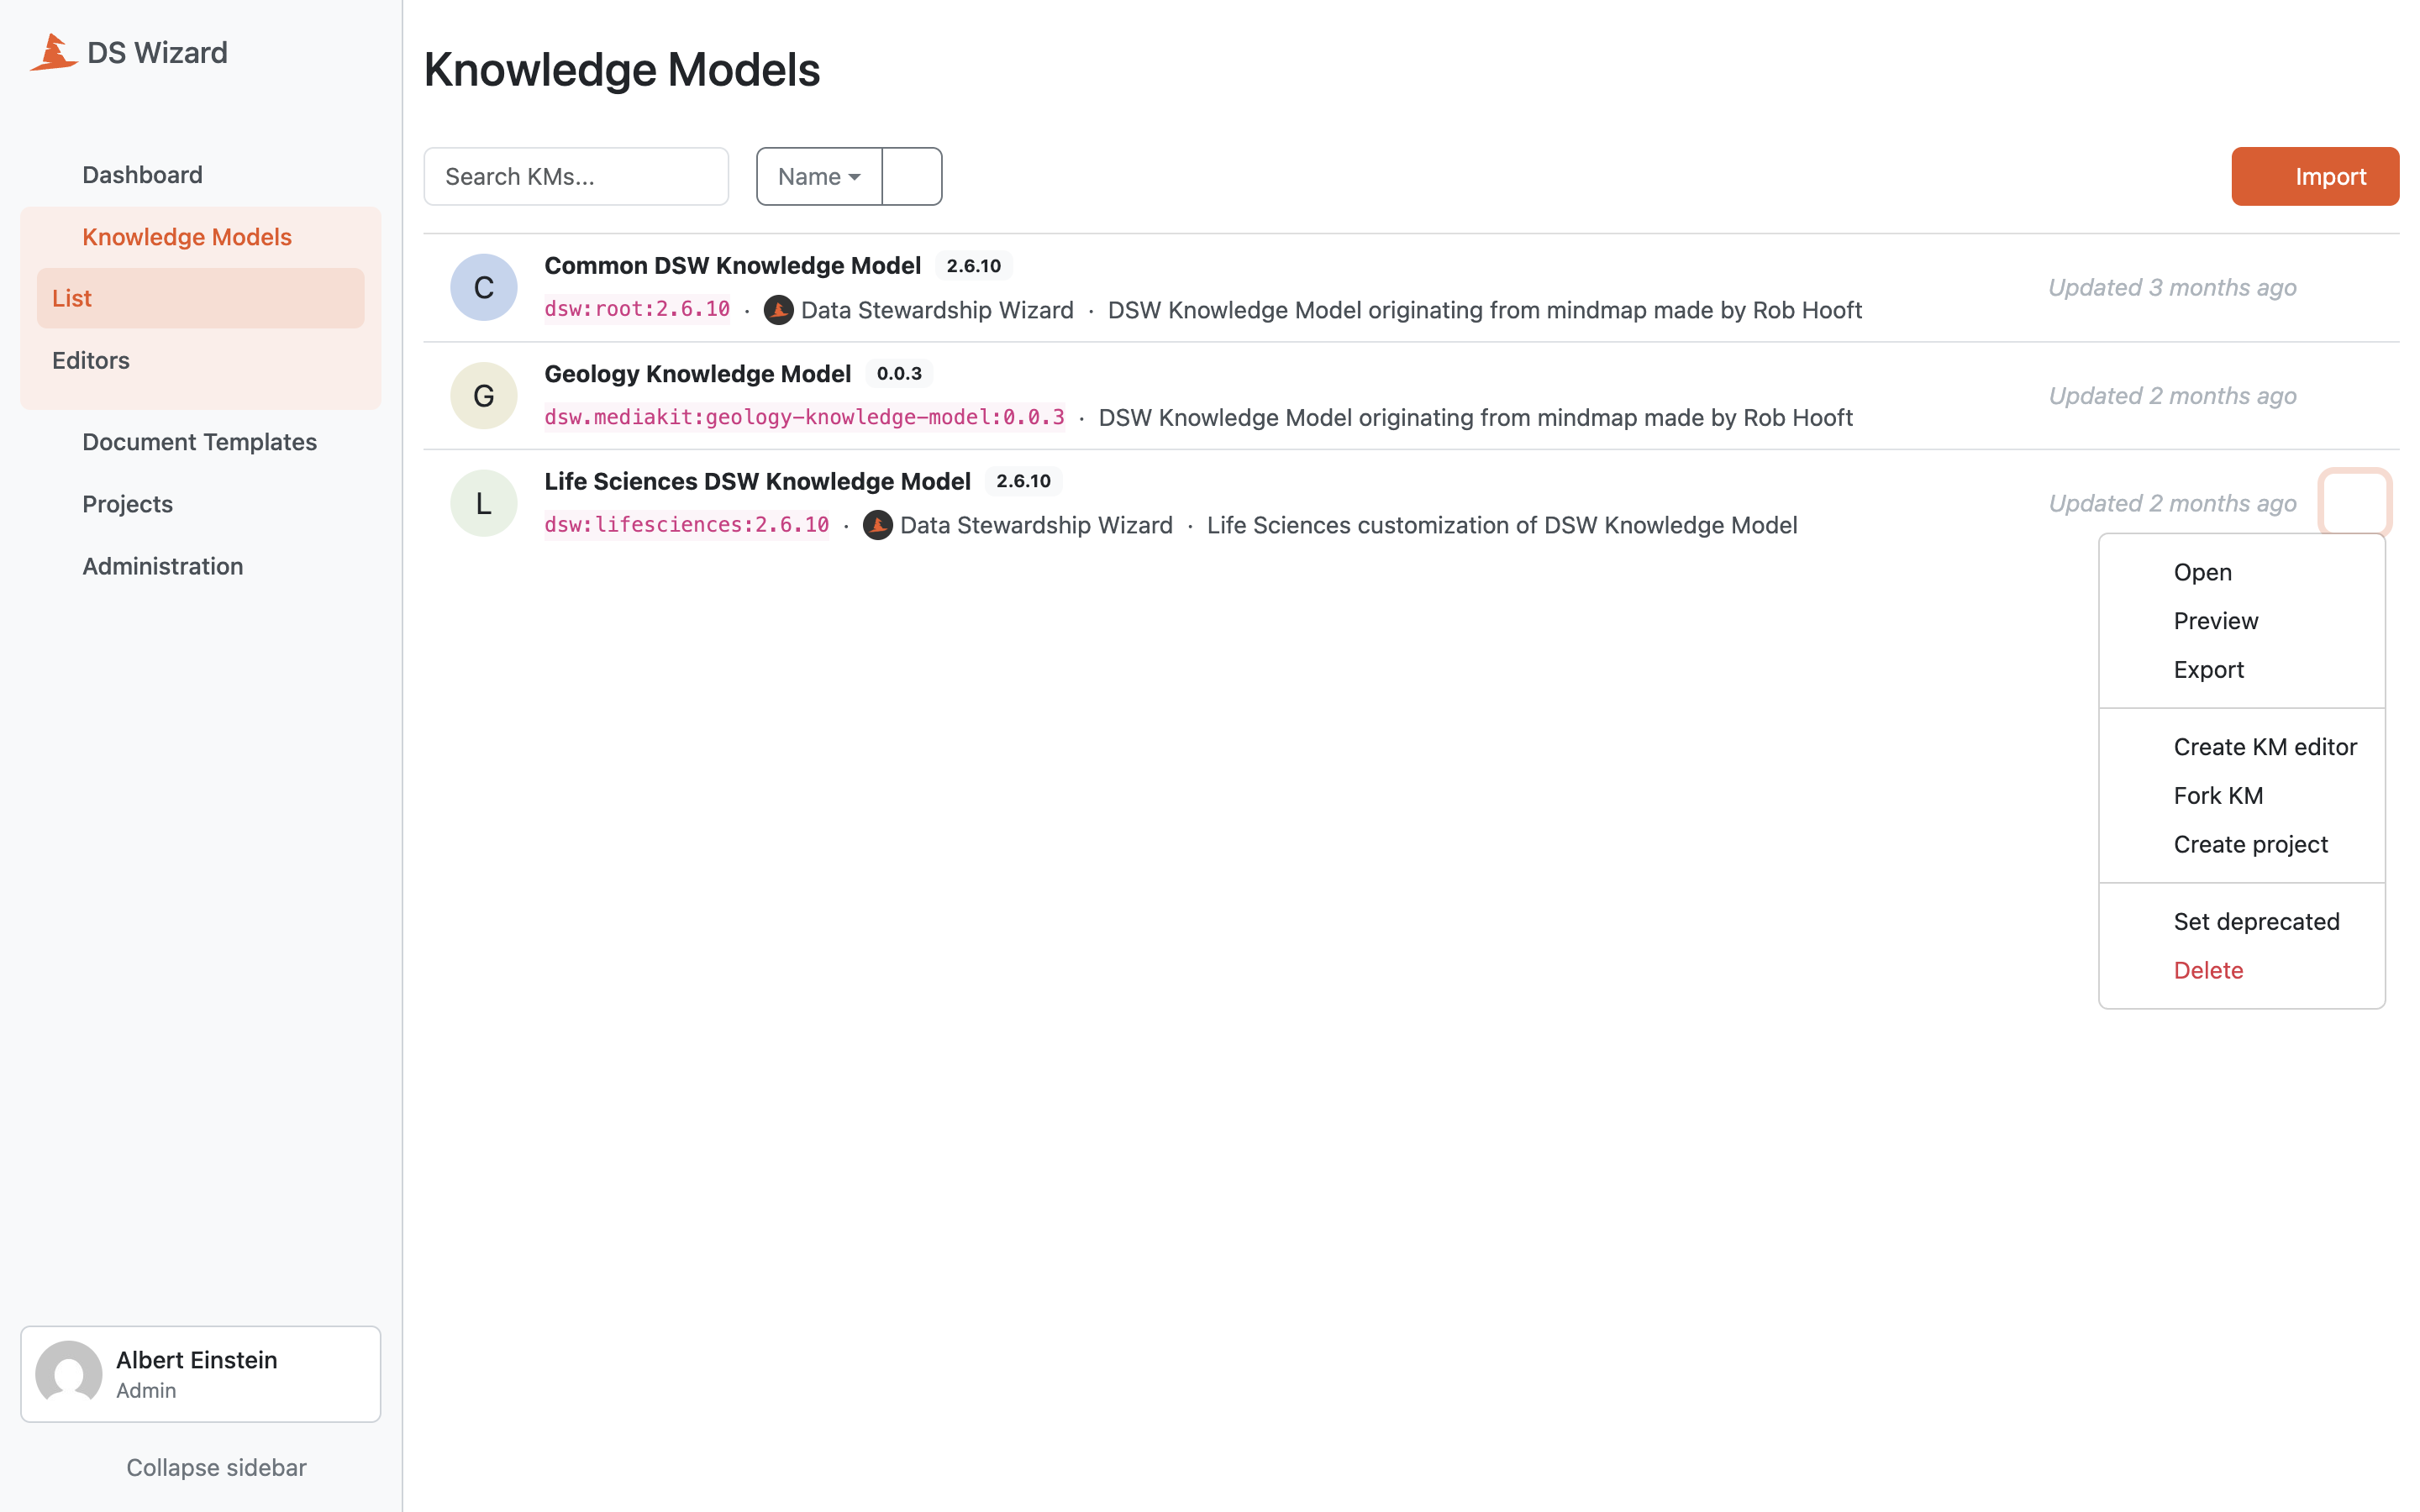 DS Wizard
Dashboard
Knowledge Models
List
Editors
Document Templates
Projects
Administration
Albert Einstein
Admin
Collapse sidebar
Knowledge Models
Search KMs...
Name
Import
C
Common DSW Knowledge Model 2.6.10
dsw:root:2.6.10 · Data Stewardship Wizard · DSW Knowledge Model originating from mindmap made by Rob Hooft
Updated 3 months ago
G
Geology Knowledge Model 0.0.3
dsw.mediakit:geology-knowledge-model:0.0.3 · DSW Knowledge Model originating from mindmap made by Rob Hooft
Updated 2 months ago
L
Life Sciences DSW Knowledge Model 2.6.10
dsw:lifesciences:2.6.10 · Data Stewardship Wizard · Life Sciences customization of DSW Knowledge Model
Updated 2 months ago
Open
Preview
Export
Create KM editor
Fork KM
Create project
Set deprecated
Delete